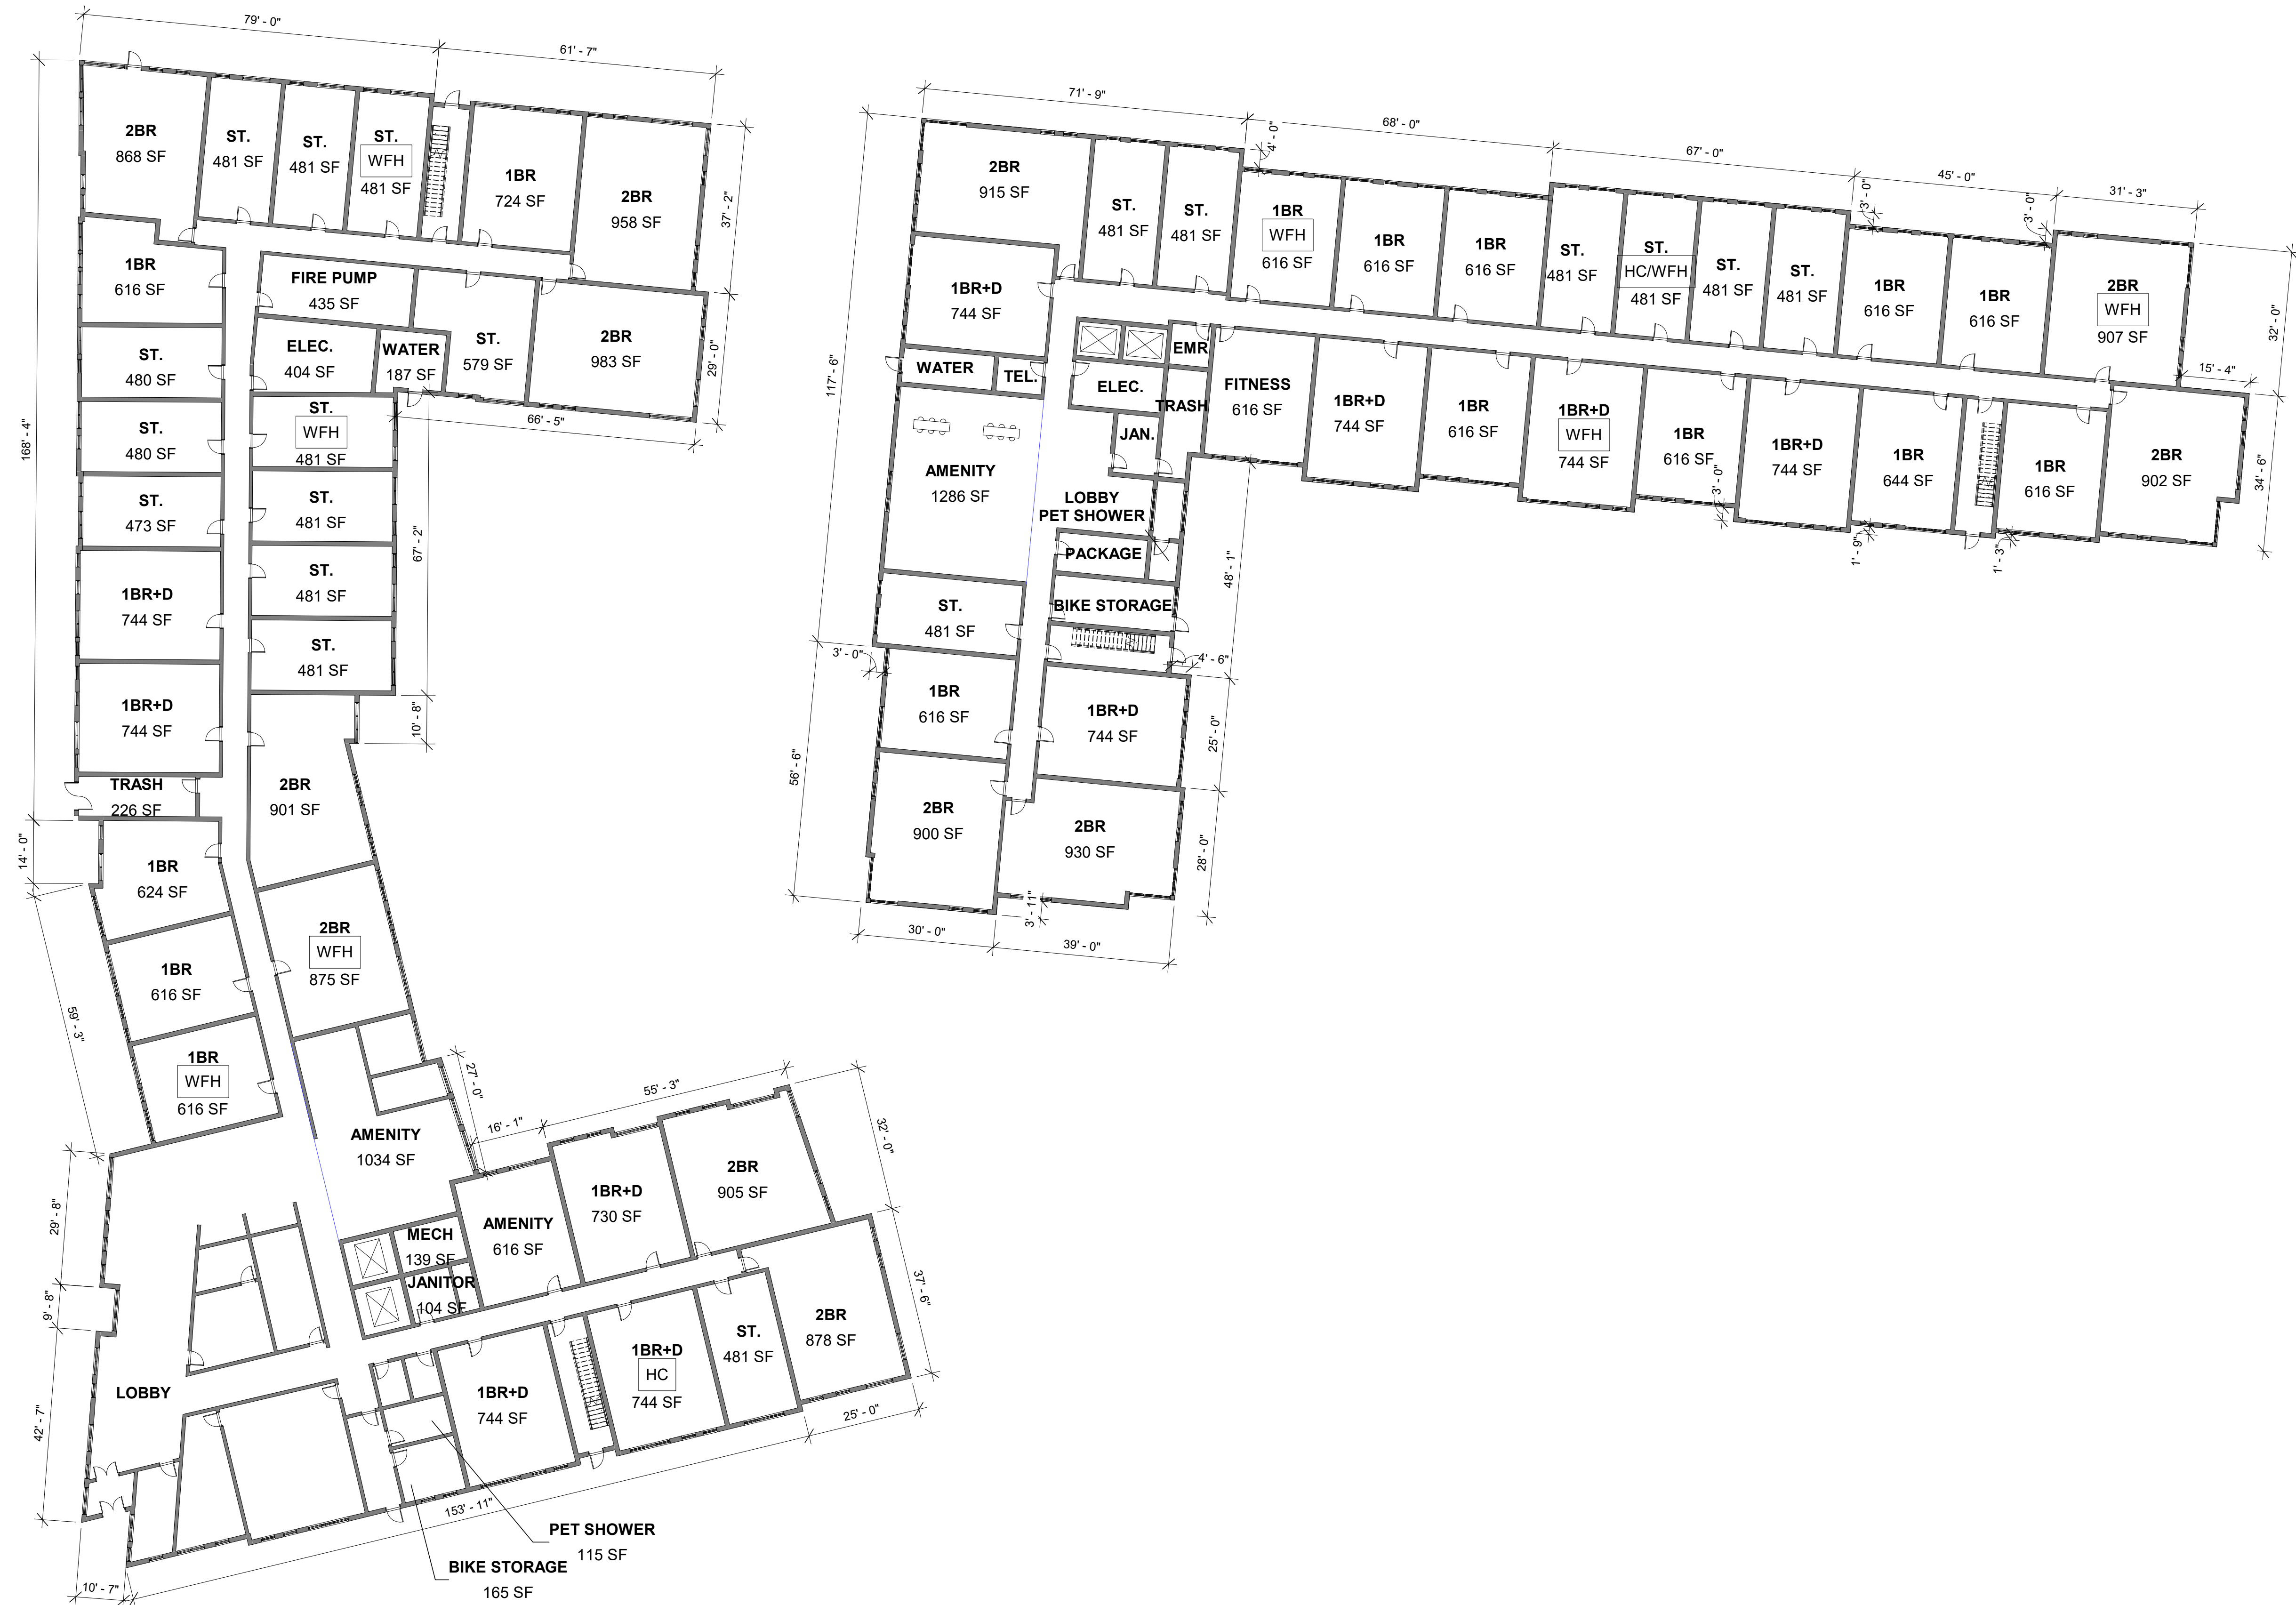 79' - 0"
61' - 7"
168' - 4"
2BR
868 SF
ST.
481 SF
ST.
481 SF
ST.
WFH
481 SF
1BR
724 SF
2BR
958 SF
37' - 2"
1BR
616 SF
FIRE PUMP
435 SF
ELEC.
404 SF
WATER
187 SF
ST.
579 SF
2BR
983 SF
29' - 0"
66' - 5"
ST.
480 SF
ST.
480 SF
ST.
473 SF
1BR+D
744 SF
1BR+D
744 SF
ST.
WFH
481 SF
ST.
481 SF
ST.
481 SF
ST.
481 SF
67' - 2"
10' - 8"
TRASH
226 SF
2BR
901 SF
14' - 0"
1BR
624 SF
1BR
616 SF
1BR
WFH
616 SF
59' - 3"
2BR
WFH
875 SF
AMENITY
1034 SF
27' - 0"
16' - 1"
55' - 3"
32' - 0"
29' - 8"
9' - 8"
42' - 7"
MECH
139 SF
JANITOR
104 SF
AMENITY
616 SF
1BR+D
730 SF
2BR
905 SF
37' - 6"
LOBBY
1BR+D
744 SF
1BR+D
HC
744 SF
ST.
481 SF
2BR
878 SF
25' - 0"
153' - 11"
PET SHOWER
115 SF
BIKE STORAGE
165 SF
10' - 7"
71' - 9"
4' - 0"
68' - 0"
67' - 0"
3' - 0"
45' - 0"
3' - 0"
31' - 3"
2BR
915 SF
ST.
481 SF
ST.
481 SF
1BR
WFH
616 SF
1BR
616 SF
1BR
616 SF
ST.
481 SF
ST.
HC/WFH
481 SF
ST.
481 SF
ST.
481 SF
1BR
616 SF
1BR
616 SF
2BR
WFH
907 SF
32' - 0"
15' - 4"
117' - 6"
1BR+D
744 SF
WATER
TEL.
EMR
ELEC.
TRASH
JAN.
FITNESS
616 SF
1BR+D
744 SF
1BR
616 SF
1BR+D
WFH
744 SF
1BR
616 SF
3' - 0"
1BR+D
744 SF
1BR
644 SF
1BR
616 SF
2BR
902 SF
34' - 6"
1' - 9"
1' - 3"
AMENITY
1286 SF
LOBBY
PET SHOWER
PACKAGE
BIKE STORAGE
48' - 1"
ST.
481 SF
3' - 0"
4' - 6"
1BR
616 SF
1BR+D
744 SF
25' - 0"
56' - 6"
2BR
900 SF
2BR
930 SF
28' - 0"
3' - 11"
30' - 0"
39' - 0"